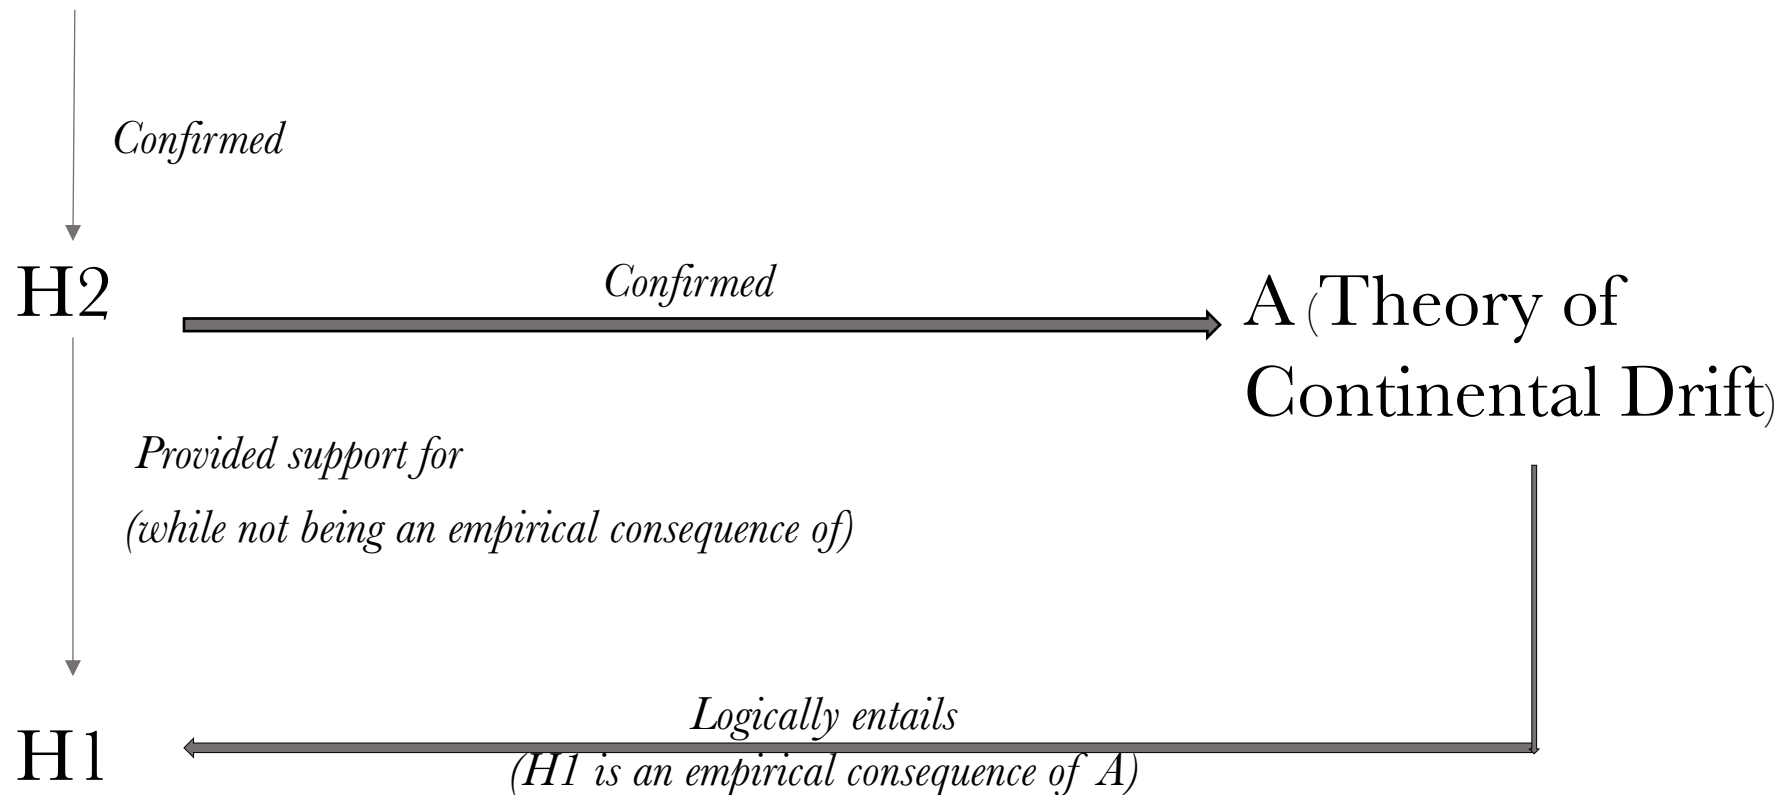 Confirmed
H2
Confirmed
A (Theory of
Continental Drift)
Provided support for
(while not being an empirical consequence of)
H1
Logically entails
(H1 is an empirical consequence of A)